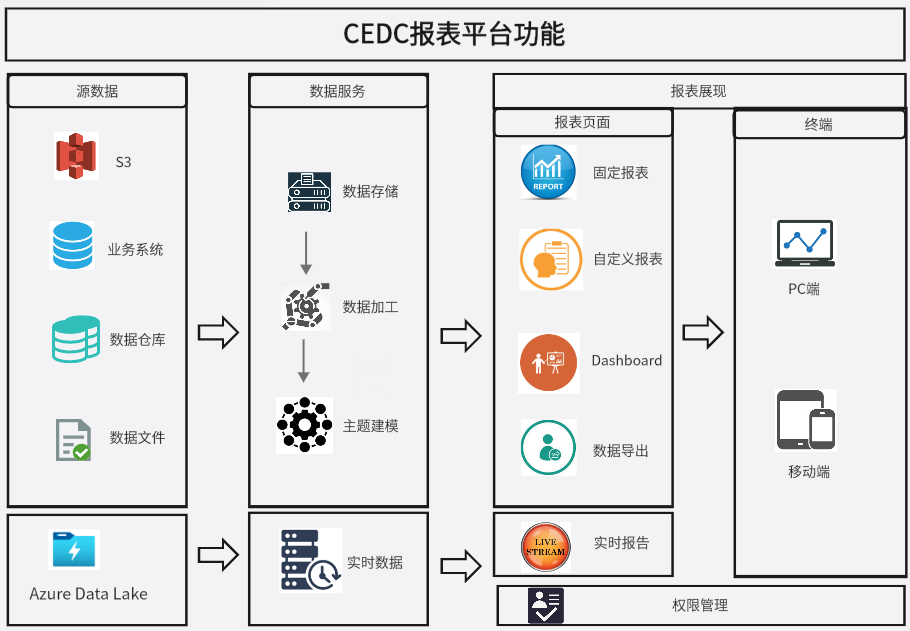 CEDC报表平台功能
源数据
S3
业务系统
数据仓库
数据文件
Azure Data Lake
数据服务
数据存储
数据加工
主题建模
实时数据
报表展现
报表页面
REPORT
固定报表
自定义报表
Dashboard
数据导出
LIVE
STREAM
实时报告
终端
PC端
移动端
权限管理